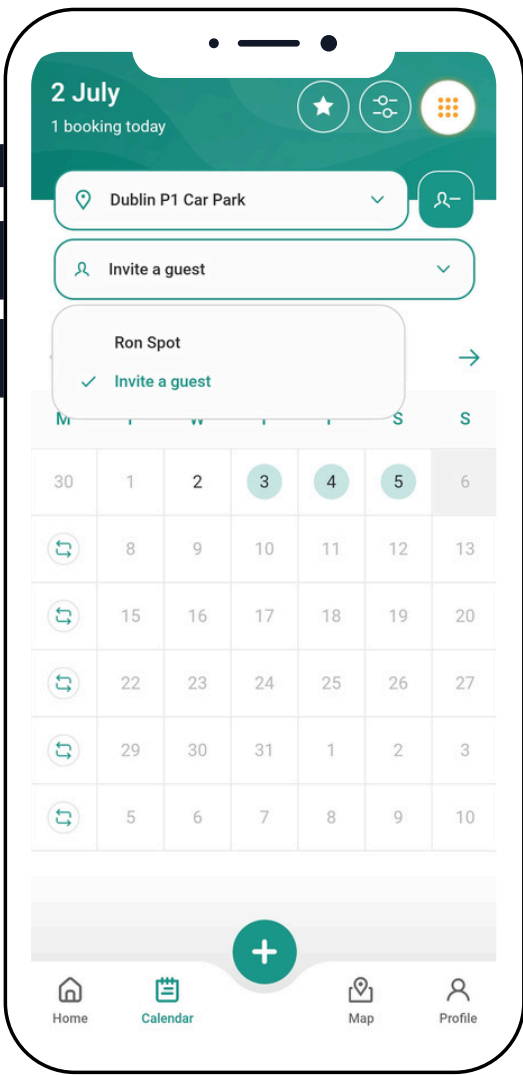 2 July
1 booking today
Dublin P1 Car Park
Invite a guest
Ron Spot
Invite a guest
M T W T F S S
30 1 2 3 4 5 6
8 9 10 11 12 13
15 16 17 18 19 20
22 23 24 25 26 27
29 30 31 1 2 3
5 6 7 8 9 10
Home Calendar Map Profile